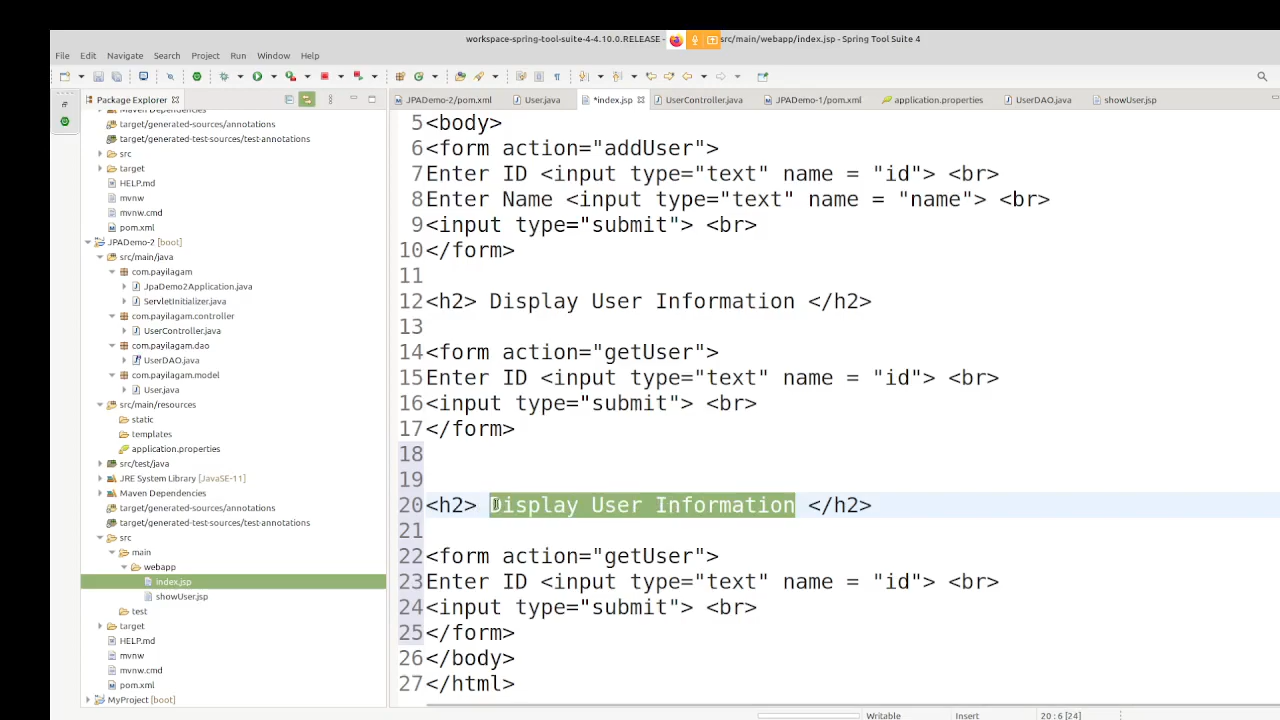 workspace-spring-tool-suite-4-4.10.0.RELEASE - src/main/webapp/index.jsp - Spring Tool Suite 4
File Edit Navigate Search Project Run Window Help
Package Explorer
JPADemo-2/pom.xml User.java *index.jsp UserController.java JPADemo-1/pom.xml application.properties UserDAO.java showUser.jsp
Maven Dependencies
target/generated-sources/annotations
target/generated-test-sources/test-annotations
src
target
HELP.md
mvnw
mvnw.cmd
pom.xml
JPADemo-2 [boot]
src/main/java
com.payilagam
JpaDemo2Application.java
ServletInitializer.java
com.payilagam.controller
UserController.java
com.payilagam.dao
UserDAO.java
com.payilagam.model
User.java
src/main/resources
static
templates
application.properties
src/test/java
JRE System Library [JavaSE-11]
Maven Dependencies
target/generated-sources/annotations
target/generated-test-sources/test-annotations
src
main
webapp
index.jsp
showUser.jsp
test
target
HELP.md
mvnw
mvnw.cmd
pom.xml
MyProject [boot]
5 <body>
6 <form action="addUser">
7 Enter ID <input type="text" name = "id"> <br>
8 Enter Name <input type="text" name = "name"> <br>
9 <input type="submit"> <br>
10 </form>
11
12 <h2> Display User Information </h2>
13
14 <form action="getUser">
15 Enter ID <input type="text" name = "id"> <br>
16 <input type="submit"> <br>
17 </form>
18
19
20 <h2> Display User Information </h2>
21
22 <form action="getUser">
23 Enter ID <input type="text" name = "id"> <br>
24 <input type="submit"> <br>
25 </form>
26 </body>
27 </html>
Writable Insert 20 : 6 [24]